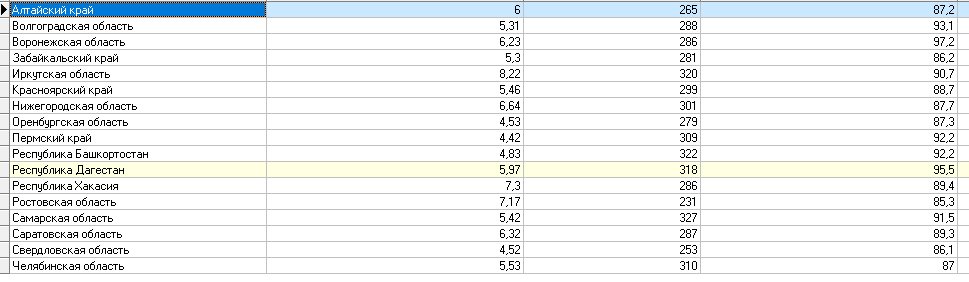 Алтайский край 6 265 87,2
Волгоградская область 5,31 288 93,1
Воронежская область 6,23 286 97,2
Забайкальский край 5,3 281 86,2
Иркутская область 8,22 320 90,7
Красноярский край 5,46 299 88,7
Нижегородская область 6,64 301 87,7
Оренбургская область 4,53 279 87,3
Пермский край 4,42 309 92,2
Республика Башкортостан 4,83 322 92,2
Республика Дагестан 5,97 318 95,5
Республика Хакасия 7,3 286 89,4
Ростовская область 7,17 231 85,3
Самарская область 5,42 327 91,5
Саратовская область 6,32 287 89,3
Свердловская область 4,52 253 86,1
Челябинская область 5,53 310 87